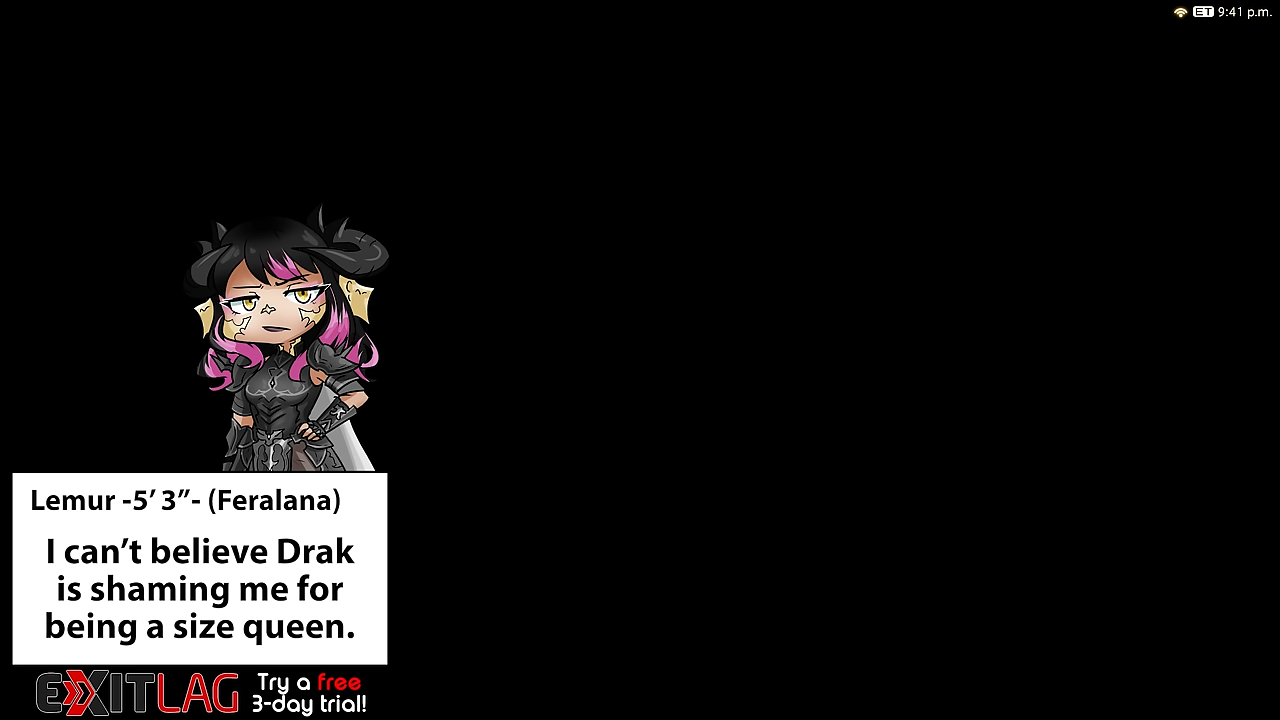 ET 9:41 p.m.
Lemur -5’ 3”- (Feralana)
I can’t believe Drak
is shaming me for
being a size queen.
EXITLAG
Try a free
3-day trial!